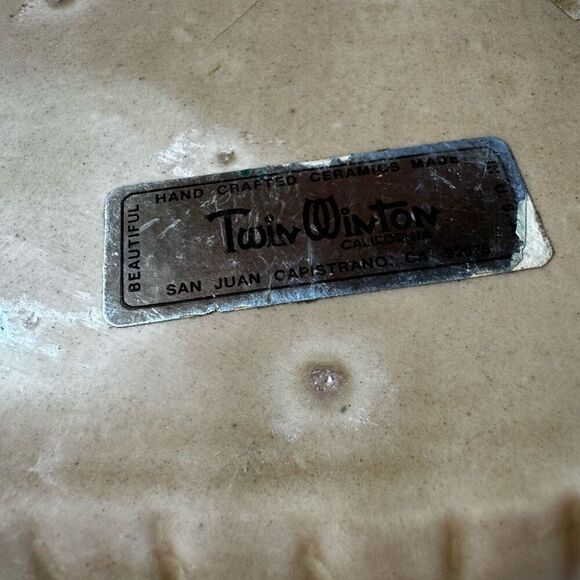 BEAUTIFUL
HAND CRAFTED CERAMICS MADE
Twin Winton
CALIFORNIA
SAN JUAN CAPISTRANO, CA